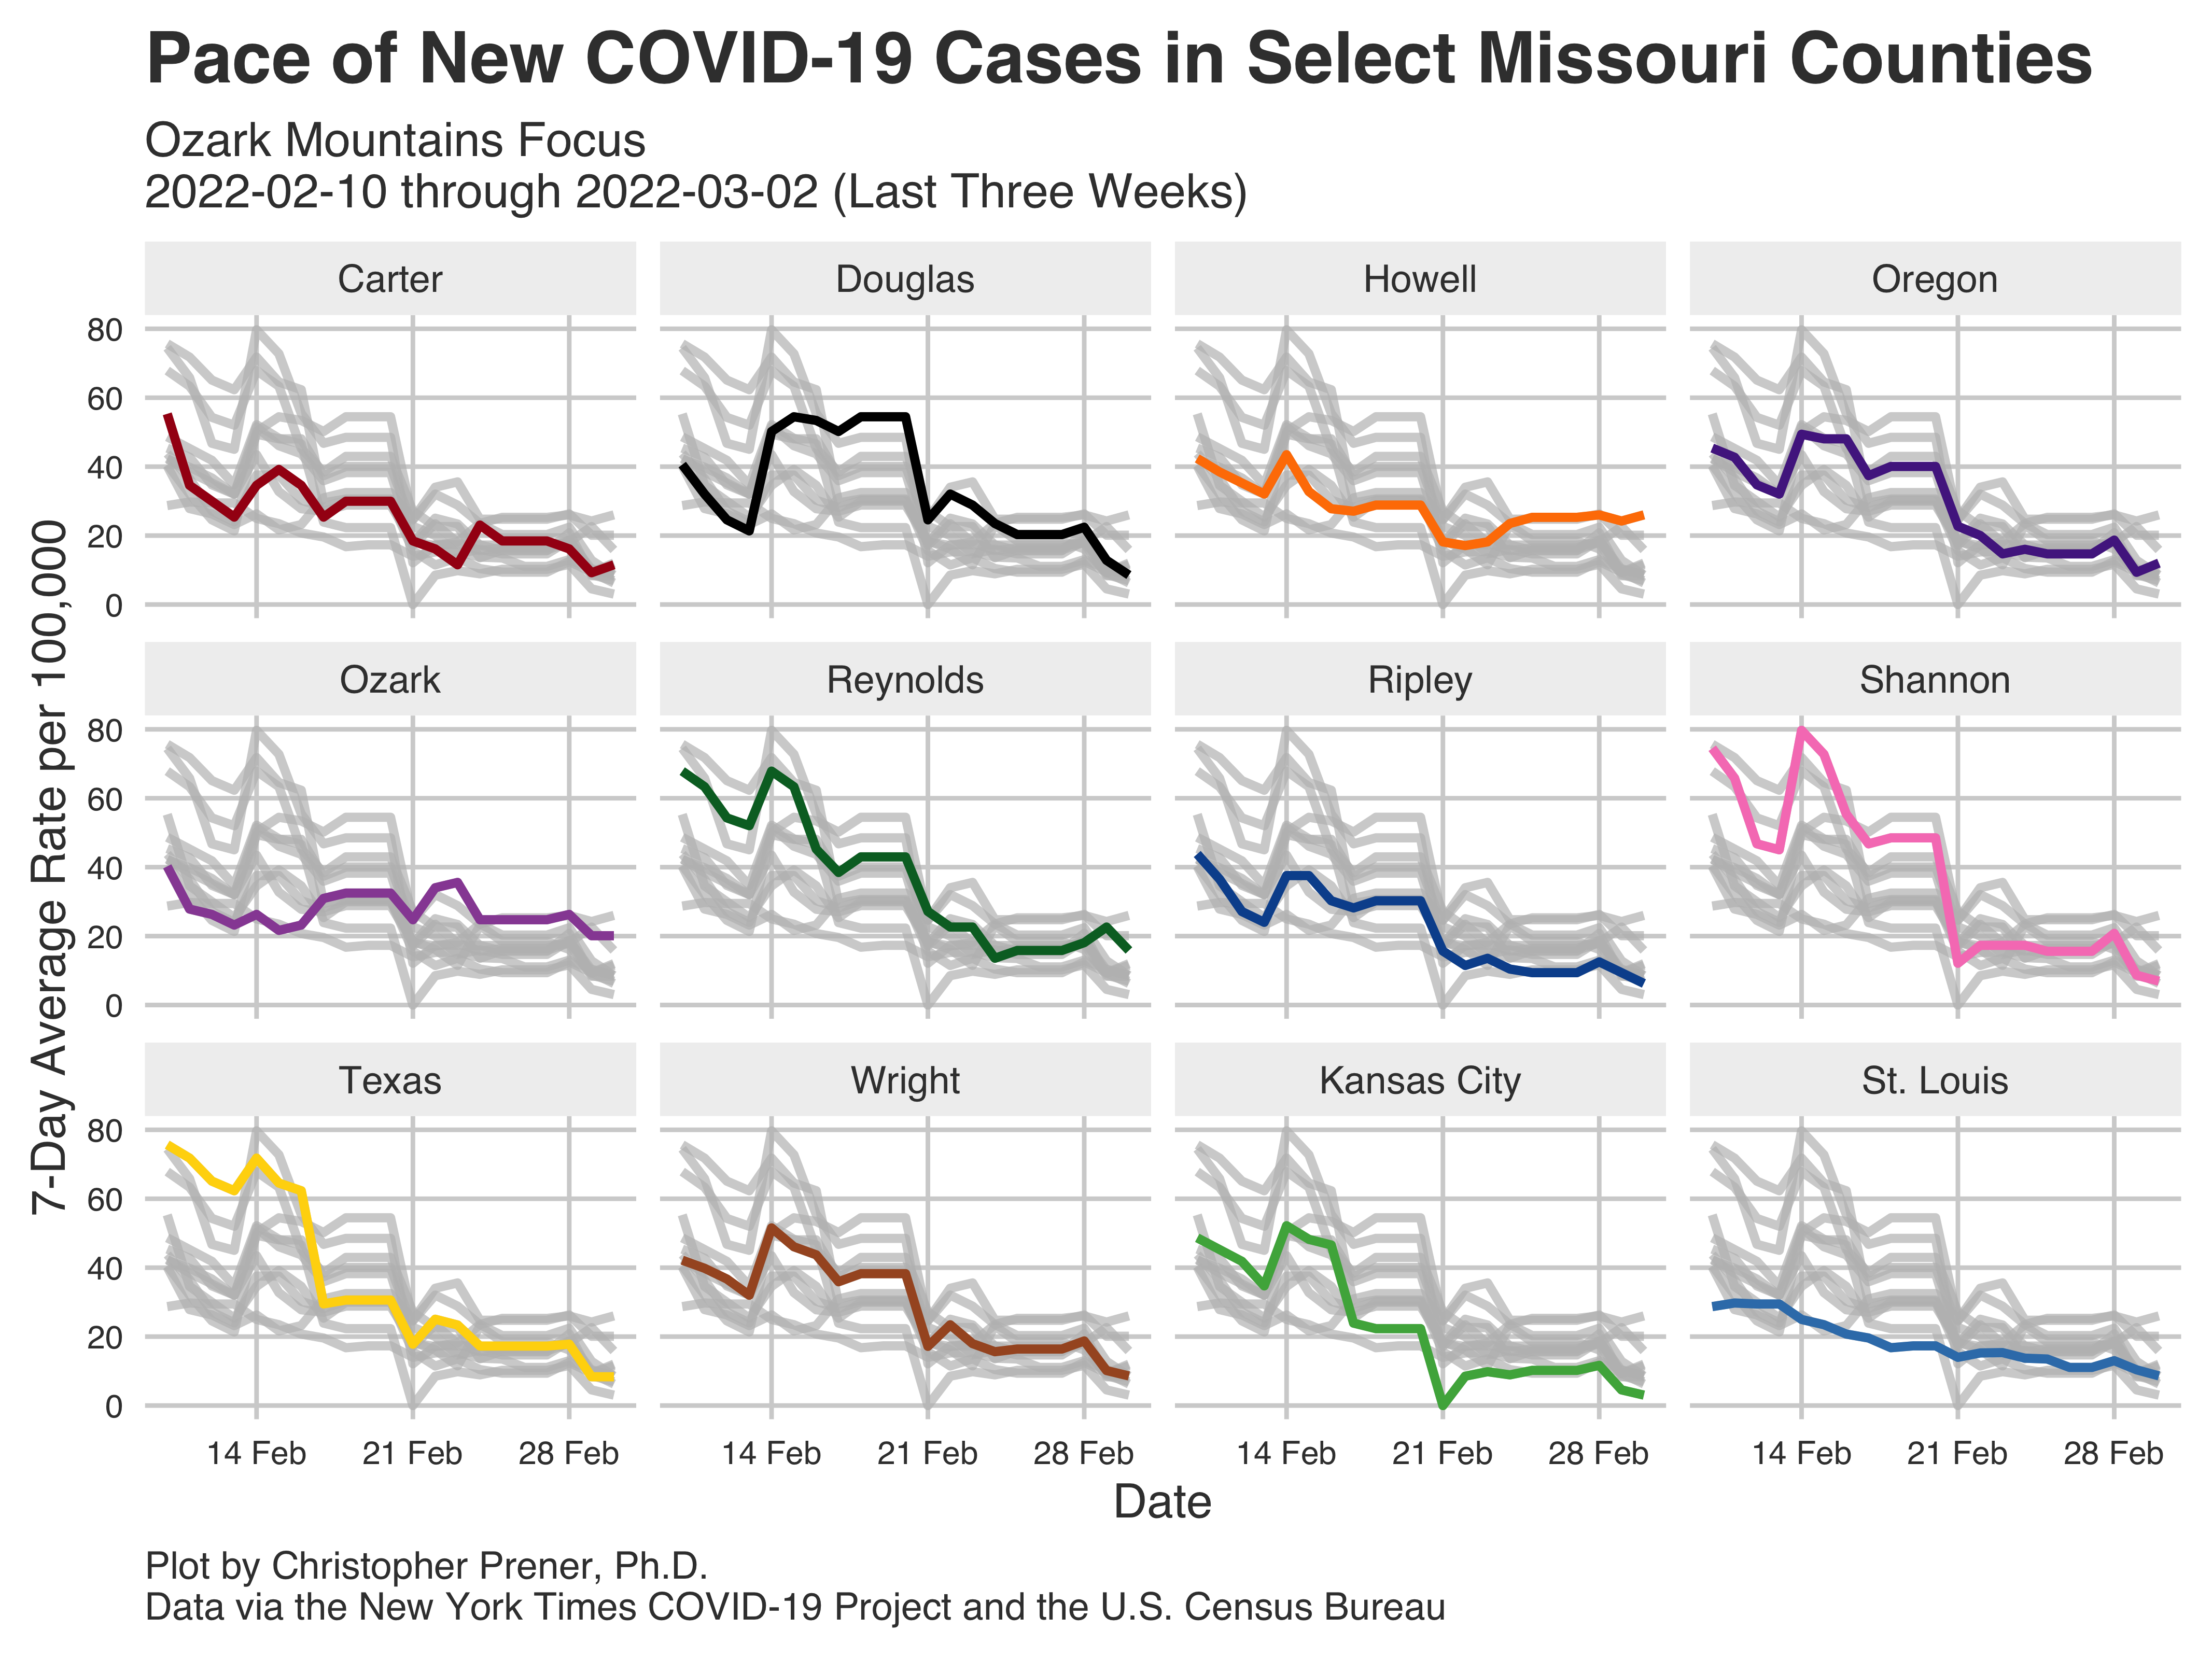 Pace of New COVID-19 Cases in Select Missouri Counties
Ozark Mountains Focus
2022-02-10 through 2022-03-02 (Last Three Weeks)
7-Day Average Rate per 100,000
Carter Douglas Howell Oregon
80
60
40
20
0
Ozark Reynolds Ripley Shannon
80
60
40
20
0
Texas Wright Kansas City St. Louis
80
60
40
20
0
14 Feb 21 Feb 28 Feb 14 Feb 21 Feb 28 Feb 14 Feb 21 Feb 28 Feb 14 Feb 21 Feb 28 Feb
Date
Plot by Christopher Prener, Ph.D.
Data via the New York Times COVID-19 Project and the U.S. Census Bureau